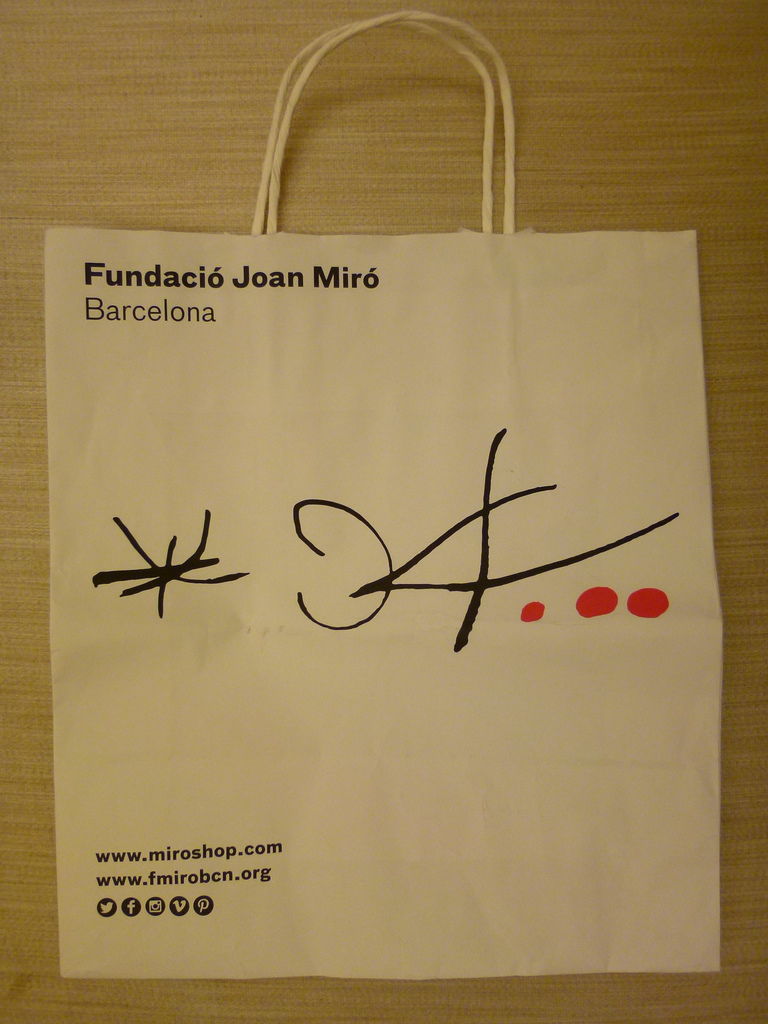 Fundació Joan Miró
Barcelona
www.miroshop.com
www.fmirobcn.org